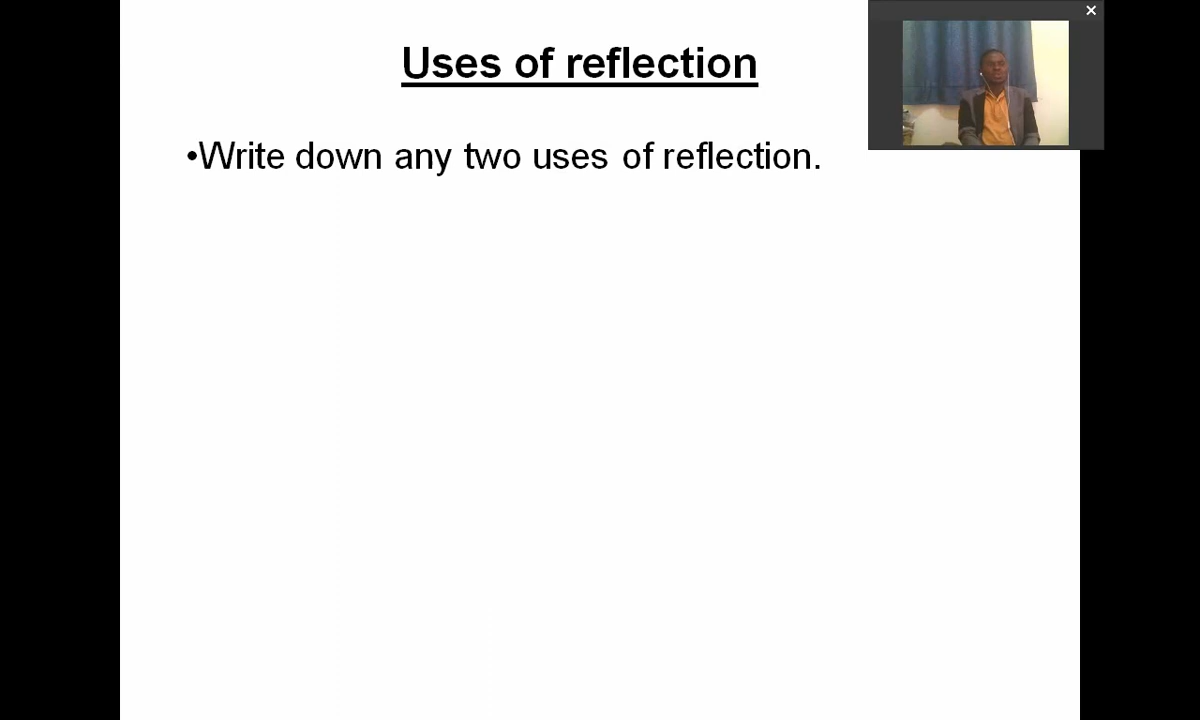 Uses of reflection
•Write down any two uses of reflection.